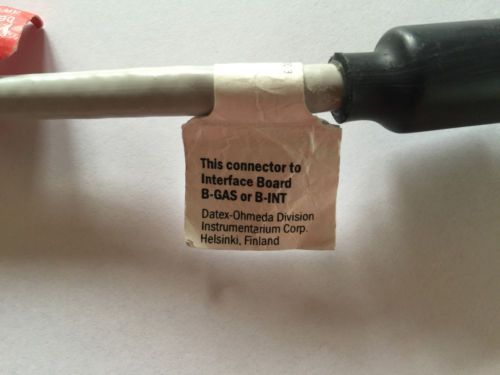 This connector to
Interface Board
B-GAS or B-INT
Datex-Ohmeda Division
Instrumentarium Corp.
Helsinki, Finland